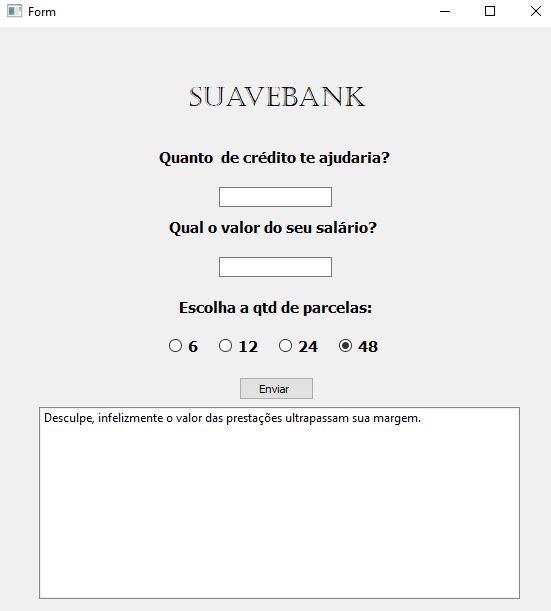 Form
SUAVEBANK
Quanto  de crédito te ajudaria?
Qual o valor do seu salário?
Escolha a qtd de parcelas:
6 12 24 48
Enviar
Desculpe, infelizmente o valor das prestações ultrapassam sua margem.